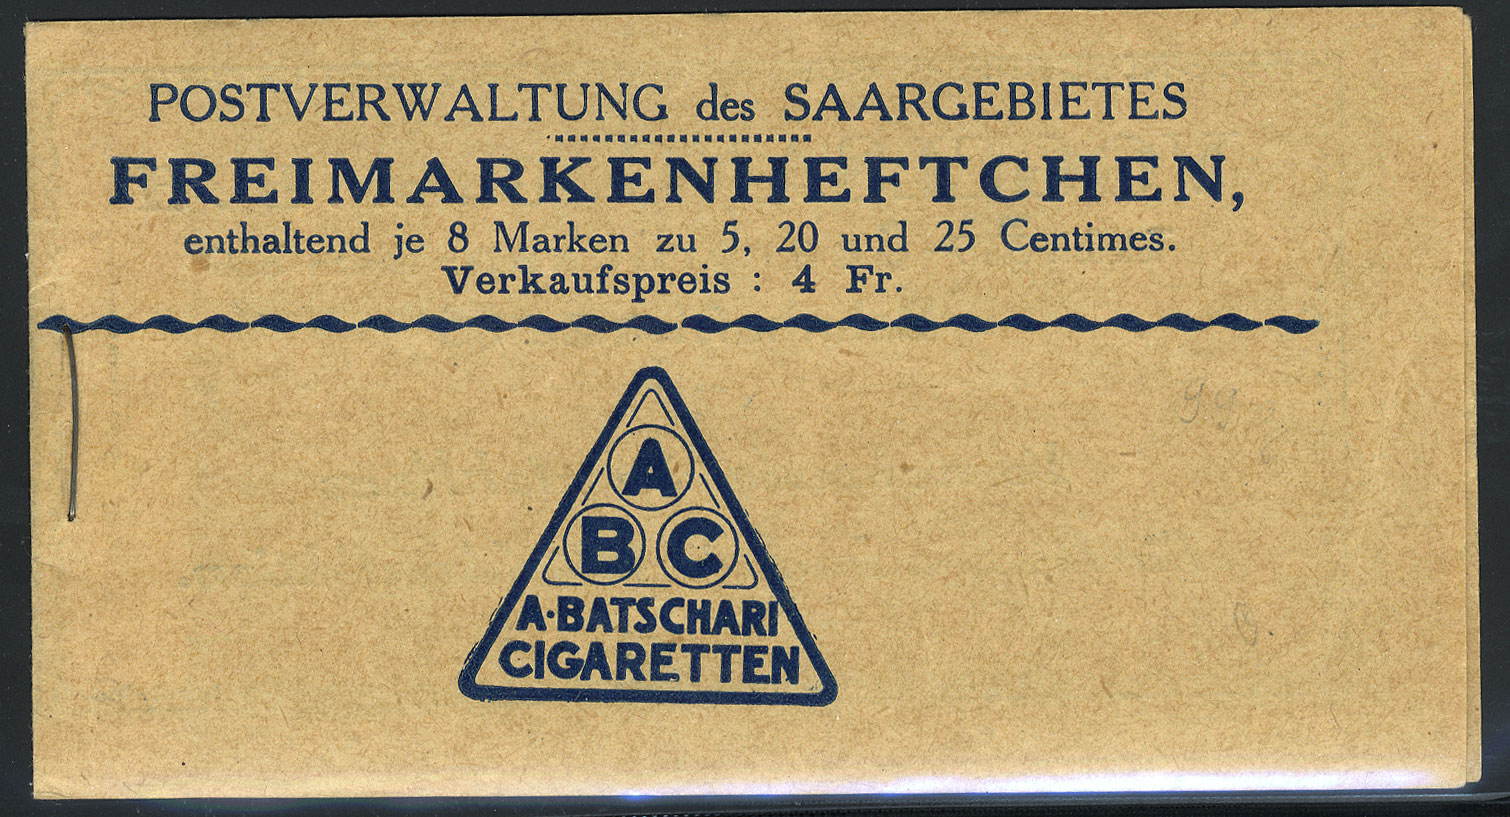 POSTVERWALTUNG des SAARGEBIETES
FREIMARKENHEFTCHEN,
enthaltend je 8 Marken zu 5, 20 und 25 Centimes.
Verkaufspreis : 4 Fr.
A
B C
A·BATSCHARI
CIGARETTEN